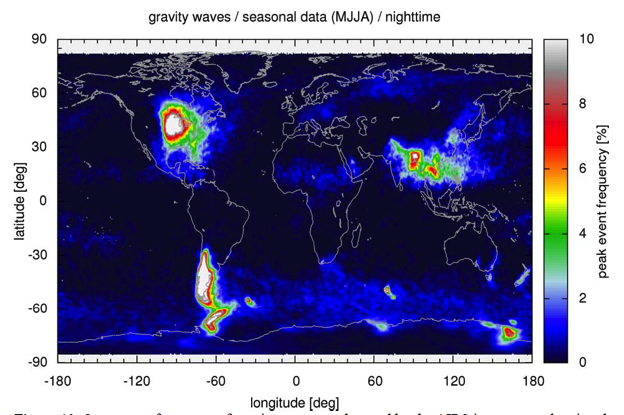 gravity waves / seasonal data (MJJA) / nighttime
90
60
30
0
-30
-60
-90
latitude [deg]
-180 -120 -60 0 60 120 180
longitude [deg]
10
8
6
4
2
0
peak event frequency [%]